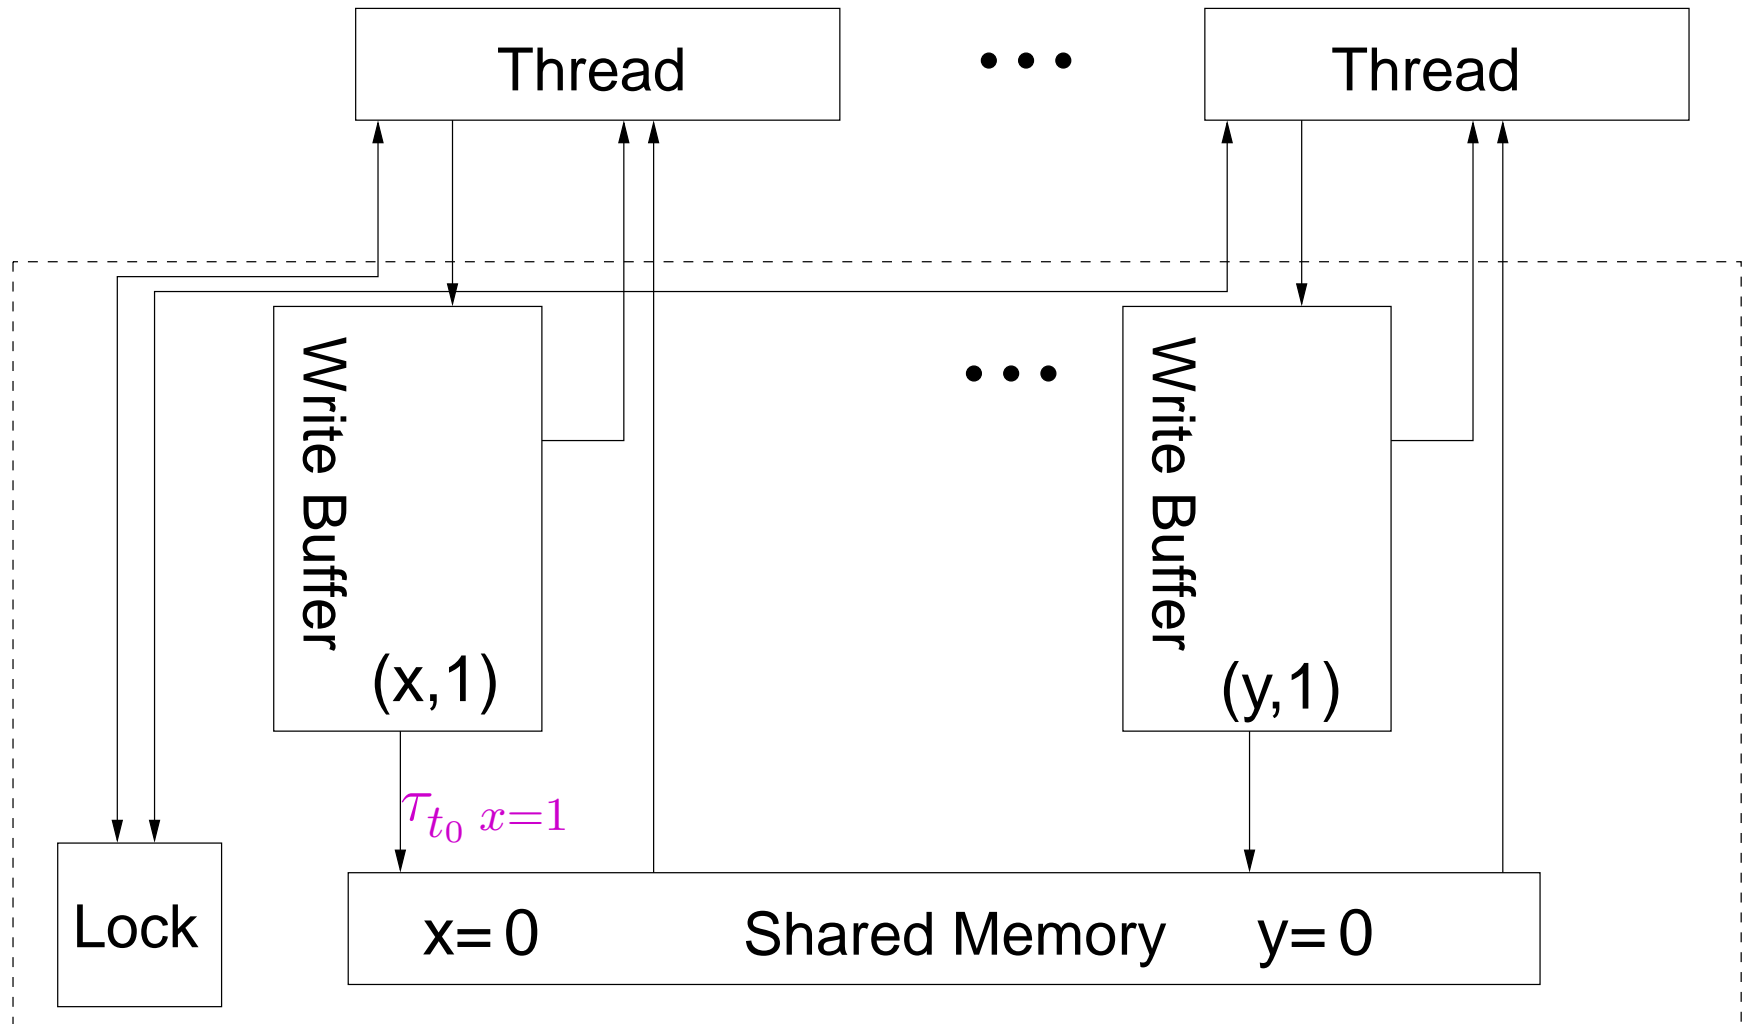 Thread
Thread
Write Buffer
Write Buffer
(x,1)
(y,1)
τt₀ x=1
Lock
x= 0
Shared Memory
y= 0